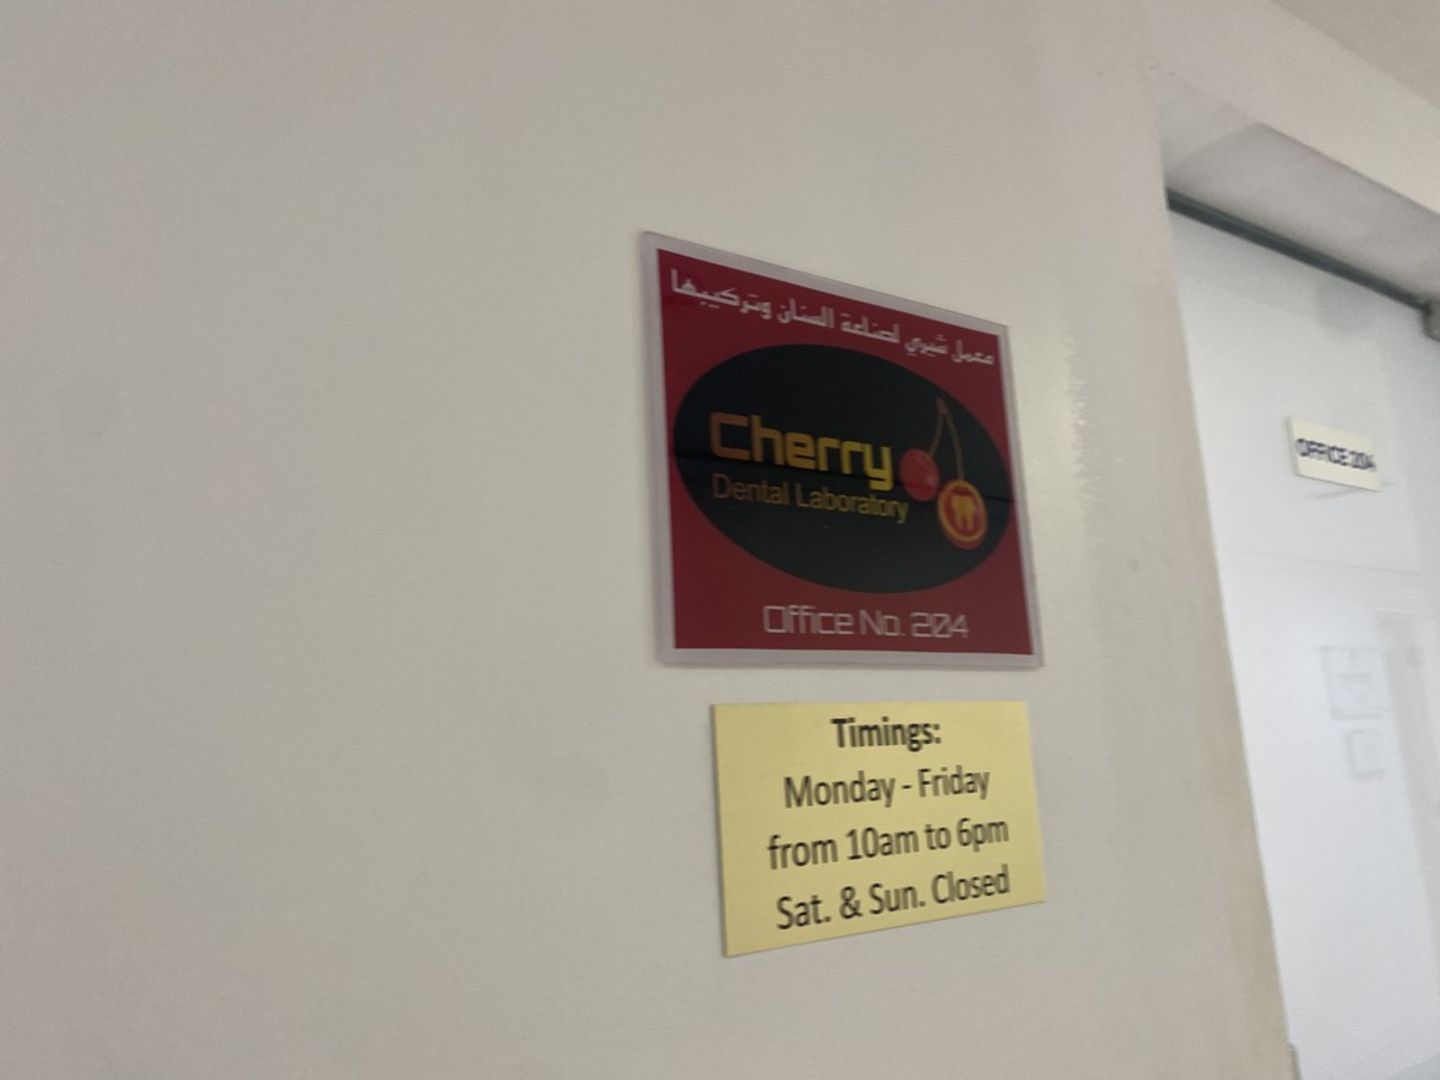 معمل شيري لصناعة السنان وتركيبها
Cherry
Dental Laboratory
Office No. 204
Timings:
Monday - Friday
from 10am to 6pm
Sat. & Sun. Closed
OFFICE 204